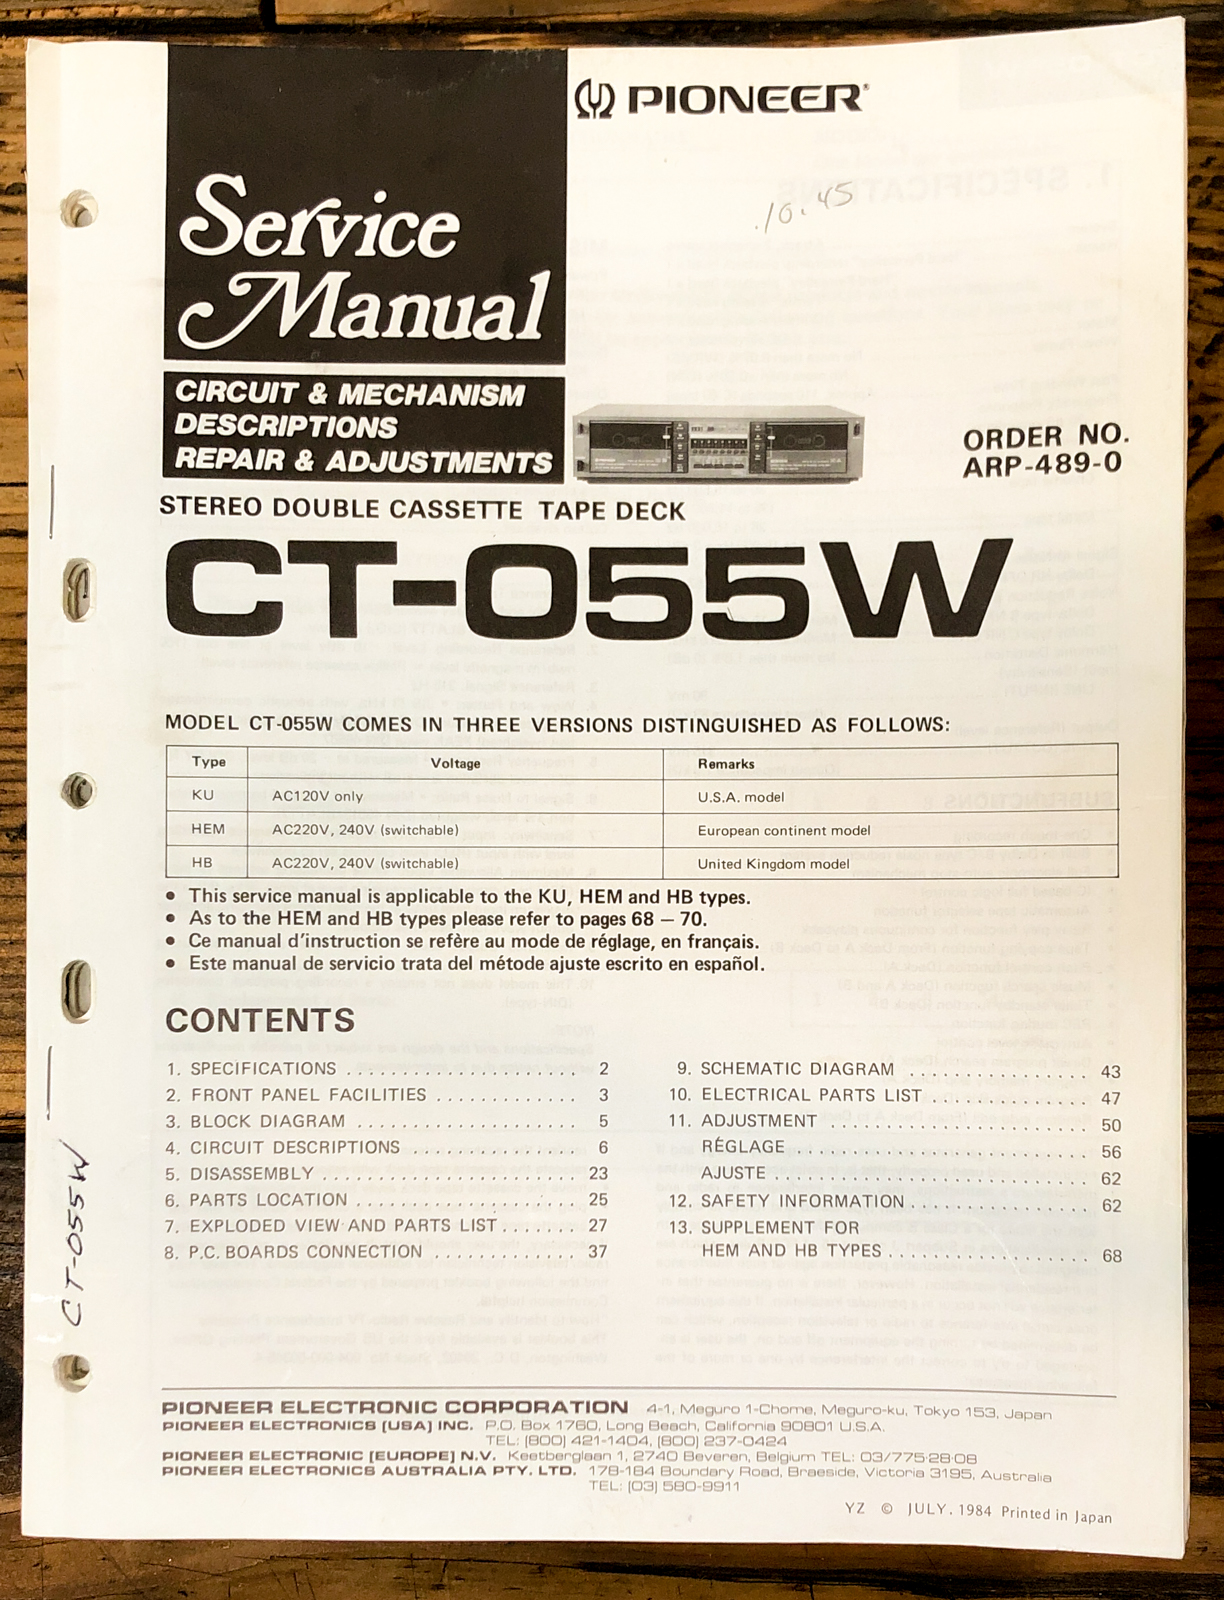 PIONEER®
10.45
Service
Manual
CIRCUIT & MECHANISM
DESCRIPTIONS
REPAIR & ADJUSTMENTS
ORDER NO.
ARP-489-0
STEREO DOUBLE CASSETTE TAPE DECK
CT-055W
MODEL CT-055W COMES IN THREE VERSIONS DISTINGUISHED AS FOLLOWS:
Type Voltage Remarks
KU AC120V only U.S.A. model
HEM AC220V, 240V (switchable) European continent model
HB AC220V, 240V (switchable) United Kingdom model
● This service manual is applicable to the KU, HEM and HB types.
● As to the HEM and HB types please refer to pages 68 – 70.
● Ce manual d'instruction se refère au mode de réglage, en français.
● Este manual de servicio trata del métode ajuste escrito en español.
CONTENTS
1. SPECIFICATIONS . . . . . . . . . . . . . . . . . . . . 2
2. FRONT PANEL FACILITIES . . . . . . . . . . . . 3
3. BLOCK DIAGRAM . . . . . . . . . . . . . . . . . . . 5
4. CIRCUIT DESCRIPTIONS . . . . . . . . . . . . . . 6
5. DISASSEMBLY . . . . . . . . . . . . . . . . . . . . . . 23
6. PARTS LOCATION . . . . . . . . . . . . . . . . . . . 25
7. EXPLODED VIEW AND PARTS LIST . . . . . . . 27
8. P.C. BOARDS CONNECTION . . . . . . . . . . . . 37
9. SCHEMATIC DIAGRAM . . . . . . . . . . . . . . . 43
10. ELECTRICAL PARTS LIST . . . . . . . . . . . . . 47
11. ADJUSTMENT . . . . . . . . . . . . . . . . . . . . . . 50
RÉGLAGE . . . . . . . . . . . . . . . . . . . . . . . . . 56
AJUSTE . . . . . . . . . . . . . . . . . . . . . . . . . . . 62
12. SAFETY INFORMATION . . . . . . . . . . . . . . . 62
13. SUPPLEMENT FOR
HEM AND HB TYPES . . . . . . . . . . . . . . . . . 68
CT-055W
PIONEER ELECTRONIC CORPORATION 4-1, Meguro 1-Chome, Meguro-ku, Tokyo 153, Japan
PIONEER ELECTRONICS [USA] INC. P.O. Box 1760, Long Beach, California 90801 U.S.A.
TEL: [800] 421-1404, [800] 237-0424
PIONEER ELECTRONIC [EUROPE] N.V. Keetberglaan 1, 2740 Beveren, Belgium TEL: 03/775·28·08
PIONEER ELECTRONICS AUSTRALIA PTY. LTD. 178-184 Boundary Road, Braeside, Victoria 3195, Australia
TEL: [03] 580-9911
YZ © JULY. 1984 Printed in Japan